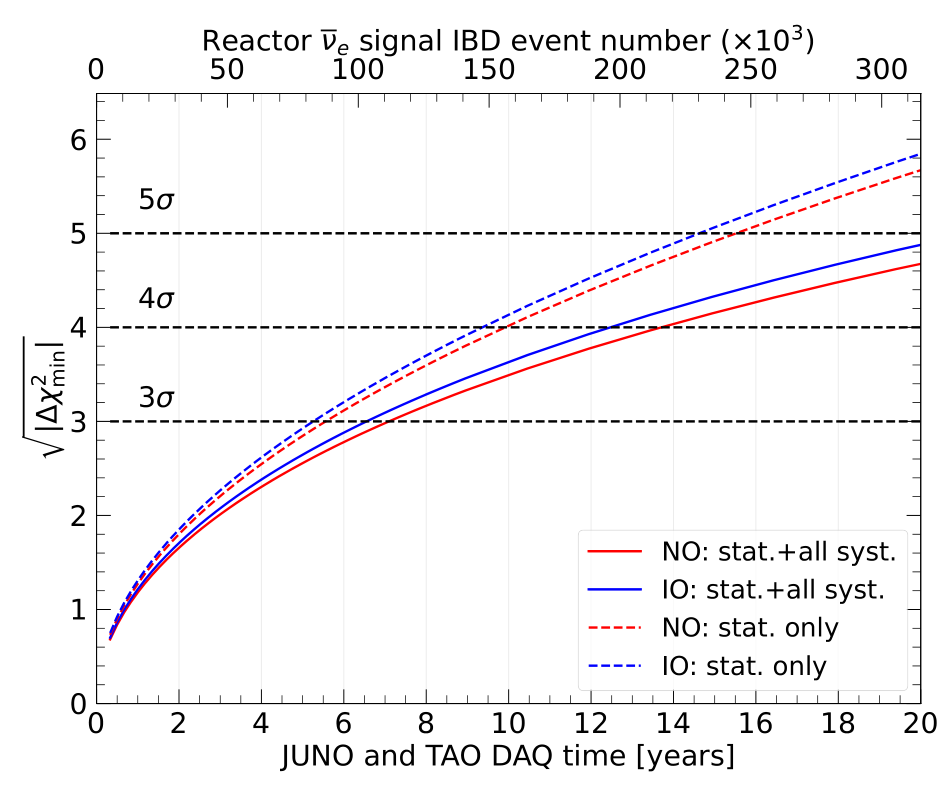 Reactor ν̅ₑ signal IBD event number (×10³)
0 50 100 150 200 250 300
6
5σ
5
4σ
4
√|Δχ²min|
3σ
3
2
NO: stat.+all syst.
IO: stat.+all syst.
1
NO: stat. only
IO: stat. only
0
0 2 4 6 8 10 12 14 16 18 20
JUNO and TAO DAQ time [years]